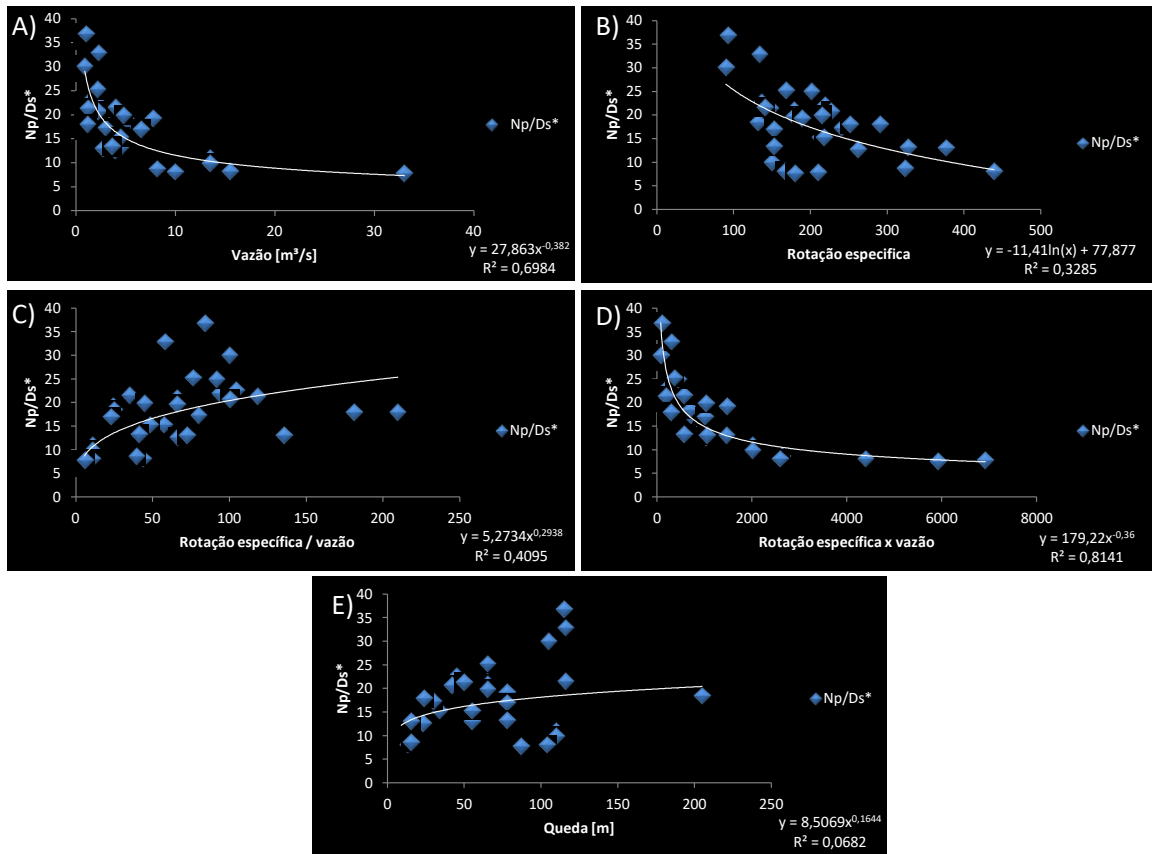 A)
Np/Ds*
40
35
30
25
20
15
10
5
0
0 10 20 30 40
Vazão [m³/s]
Np/Ds*
y = 27,863x^-0,382
R² = 0,6984
B)
Np/Ds*
40
35
30
25
20
15
10
5
0
0 100 200 300 400 500
Rotação especifica
Np/Ds*
y = -11,41ln(x) + 77,877
R² = 0,3285
C)
Np/Ds*
40
35
30
25
20
15
10
5
0
0 50 100 150 200 250
Rotação específica / vazão
Np/Ds*
y = 5,2734x^0,2938
R² = 0,4095
D)
Np/Ds*
40
35
30
25
20
15
10
5
0
0 2000 4000 6000 8000
Rotação específica x vazão
Np/Ds*
y = 179,22x^-0,36
R² = 0,8141
E)
Np/Ds*
40
35
30
25
20
15
10
5
0
0 50 100 150 200 250
Queda [m]
Np/Ds*
y = 8,5069x^0,1644
R² = 0,0682